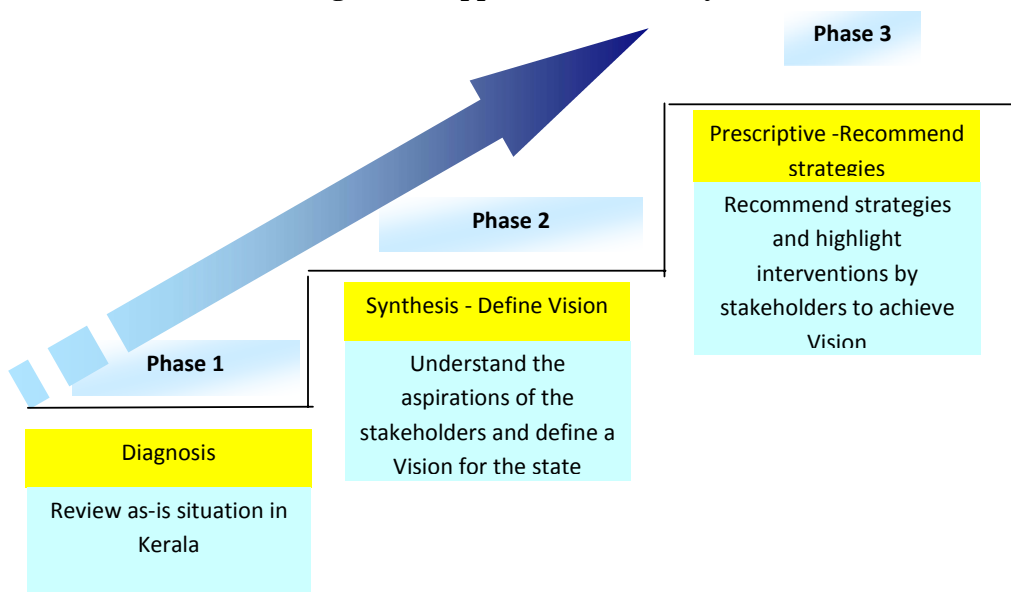 Phase 3
Prescriptive -Recommend
strategies
Recommend strategies
and highlight
interventions by
stakeholders to achieve
Vision
Phase 2
Synthesis - Define Vision
Understand the
aspirations of the
stakeholders and define a
Vision for the state
Phase 1
Diagnosis
Review as-is situation in
Kerala